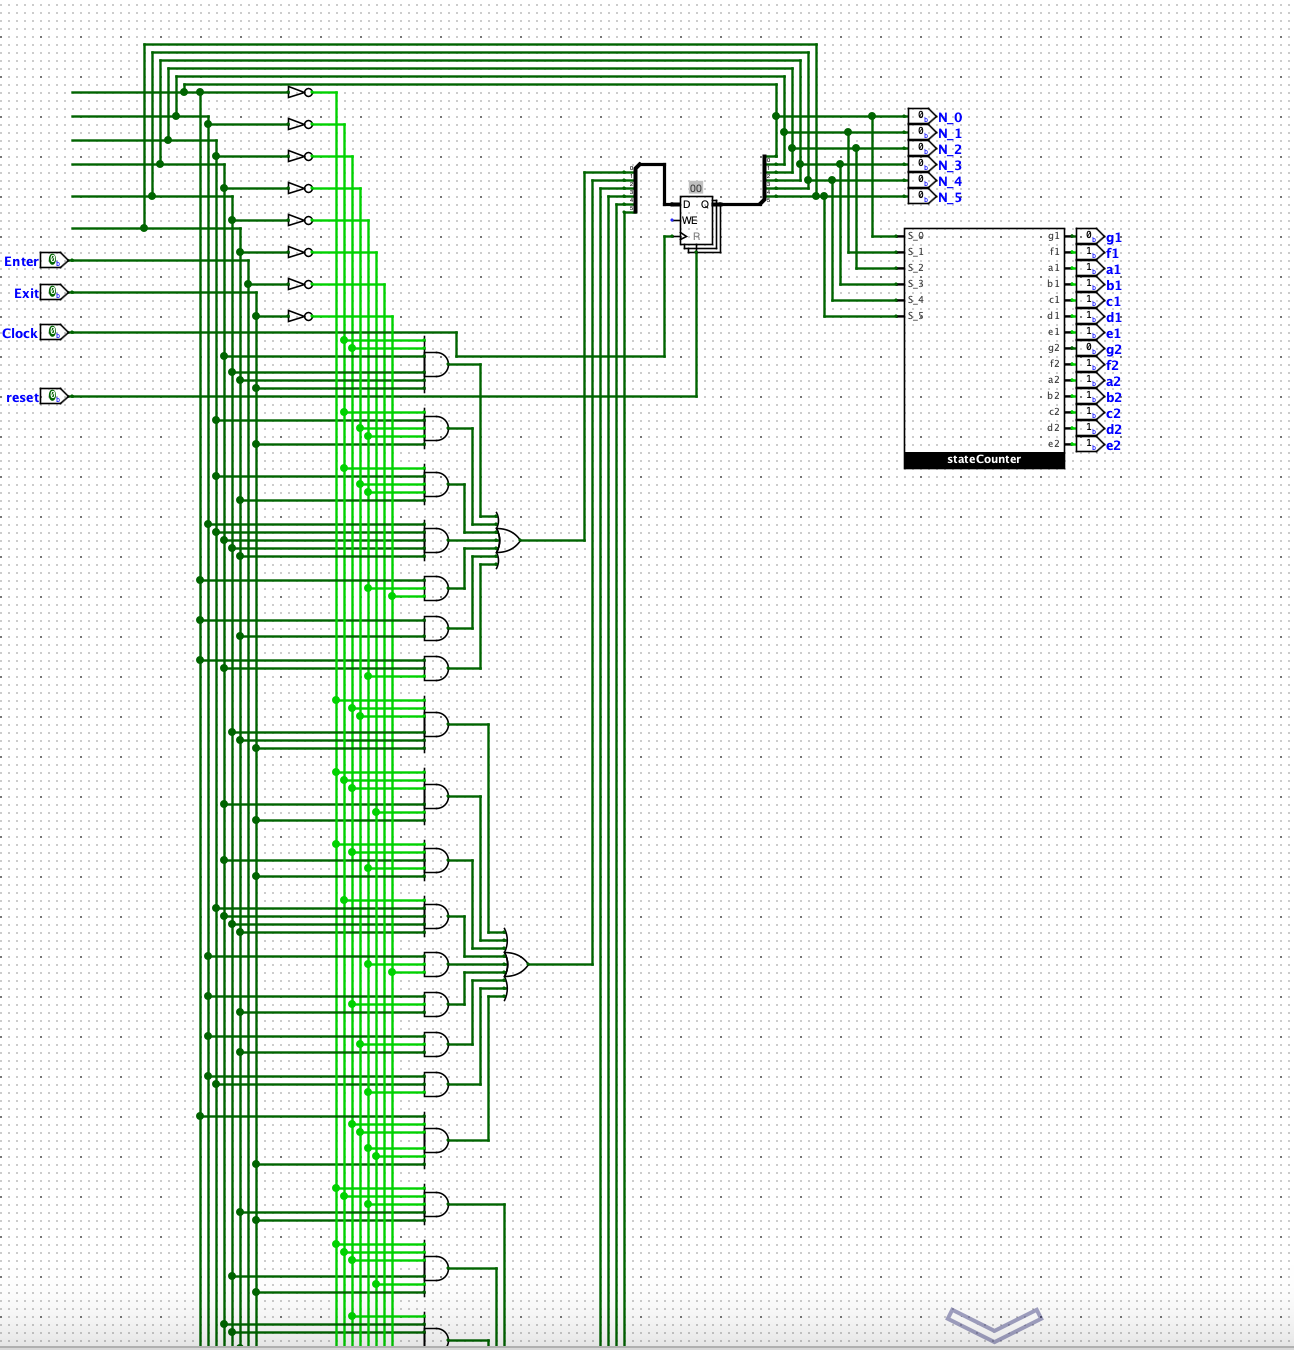 0 N_0
0 N_1
0 N_2
0 N_3
0 N_4
0 N_5
00
D Q
WE
R
Enter 0
Exit 0
Clock 0
reset 0
S_0 g1 0 g1
S_1 f1 1 f1
S_2 a1 1 a1
S_3 b1 1 b1
S_4 c1 1 c1
S_5 d1 1 d1
e1 1 e1
g2 0 g2
f2 1 f2
a2 1 a2
b2 1 b2
c2 1 c2
d2 1 d2
e2 1 e2
stateCounter